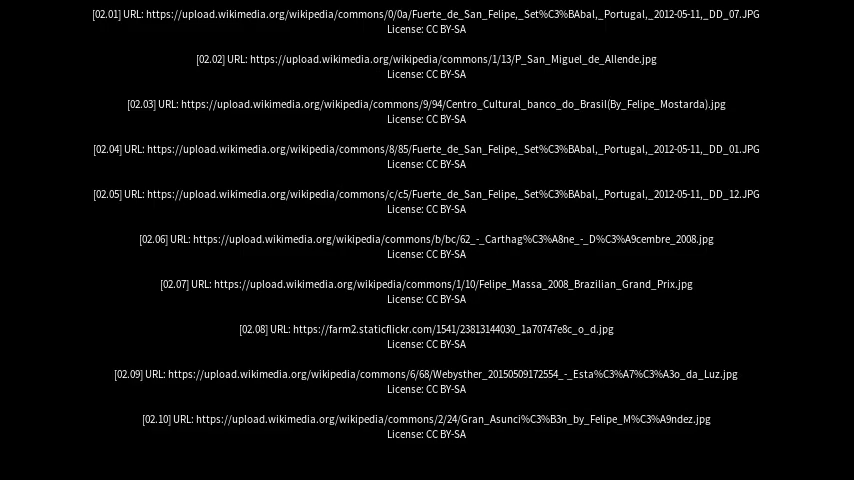 [02.01] URL: https://upload.wikimedia.org/wikipedia/commons/0/0a/Fuerte_de_San_Felipe,_Set%C3%BAbal,_Portugal,_2012-05-11,_DD_07.JPG
License: CC BY-SA
[02.02] URL: https://upload.wikimedia.org/wikipedia/commons/1/13/P_San_Miguel_de_Allende.jpg
License: CC BY-SA
[02.03] URL: https://upload.wikimedia.org/wikipedia/commons/9/94/Centro_Cultural_banco_do_Brasil(By_Felipe_Mostarda).jpg
License: CC BY-SA
[02.04] URL: https://upload.wikimedia.org/wikipedia/commons/8/85/Fuerte_de_San_Felipe,_Set%C3%BAbal,_Portugal,_2012-05-11,_DD_01.JPG
License: CC BY-SA
[02.05] URL: https://upload.wikimedia.org/wikipedia/commons/c/c5/Fuerte_de_San_Felipe,_Set%C3%BAbal,_Portugal,_2012-05-11,_DD_12.JPG
License: CC BY-SA
[02.06] URL: https://upload.wikimedia.org/wikipedia/commons/b/bc/62_-_Carthag%C3%A8ne_-_D%C3%A9cembre_2008.jpg
License: CC BY-SA
[02.07] URL: https://upload.wikimedia.org/wikipedia/commons/1/10/Felipe_Massa_2008_Brazilian_Grand_Prix.jpg
License: CC BY-SA
[02.08] URL: https://farm2.staticflickr.com/1541/23813144030_1a70747e8c_o_d.jpg
License: CC BY-SA
[02.09] URL: https://upload.wikimedia.org/wikipedia/commons/6/68/Webysther_20150509172554_-_Esta%C3%A7%C3%A3o_da_Luz.jpg
License: CC BY-SA
[02.10] URL: https://upload.wikimedia.org/wikipedia/commons/2/24/Gran_Asunci%C3%B3n_by_Felipe_M%C3%A9ndez.jpg
License: CC BY-SA